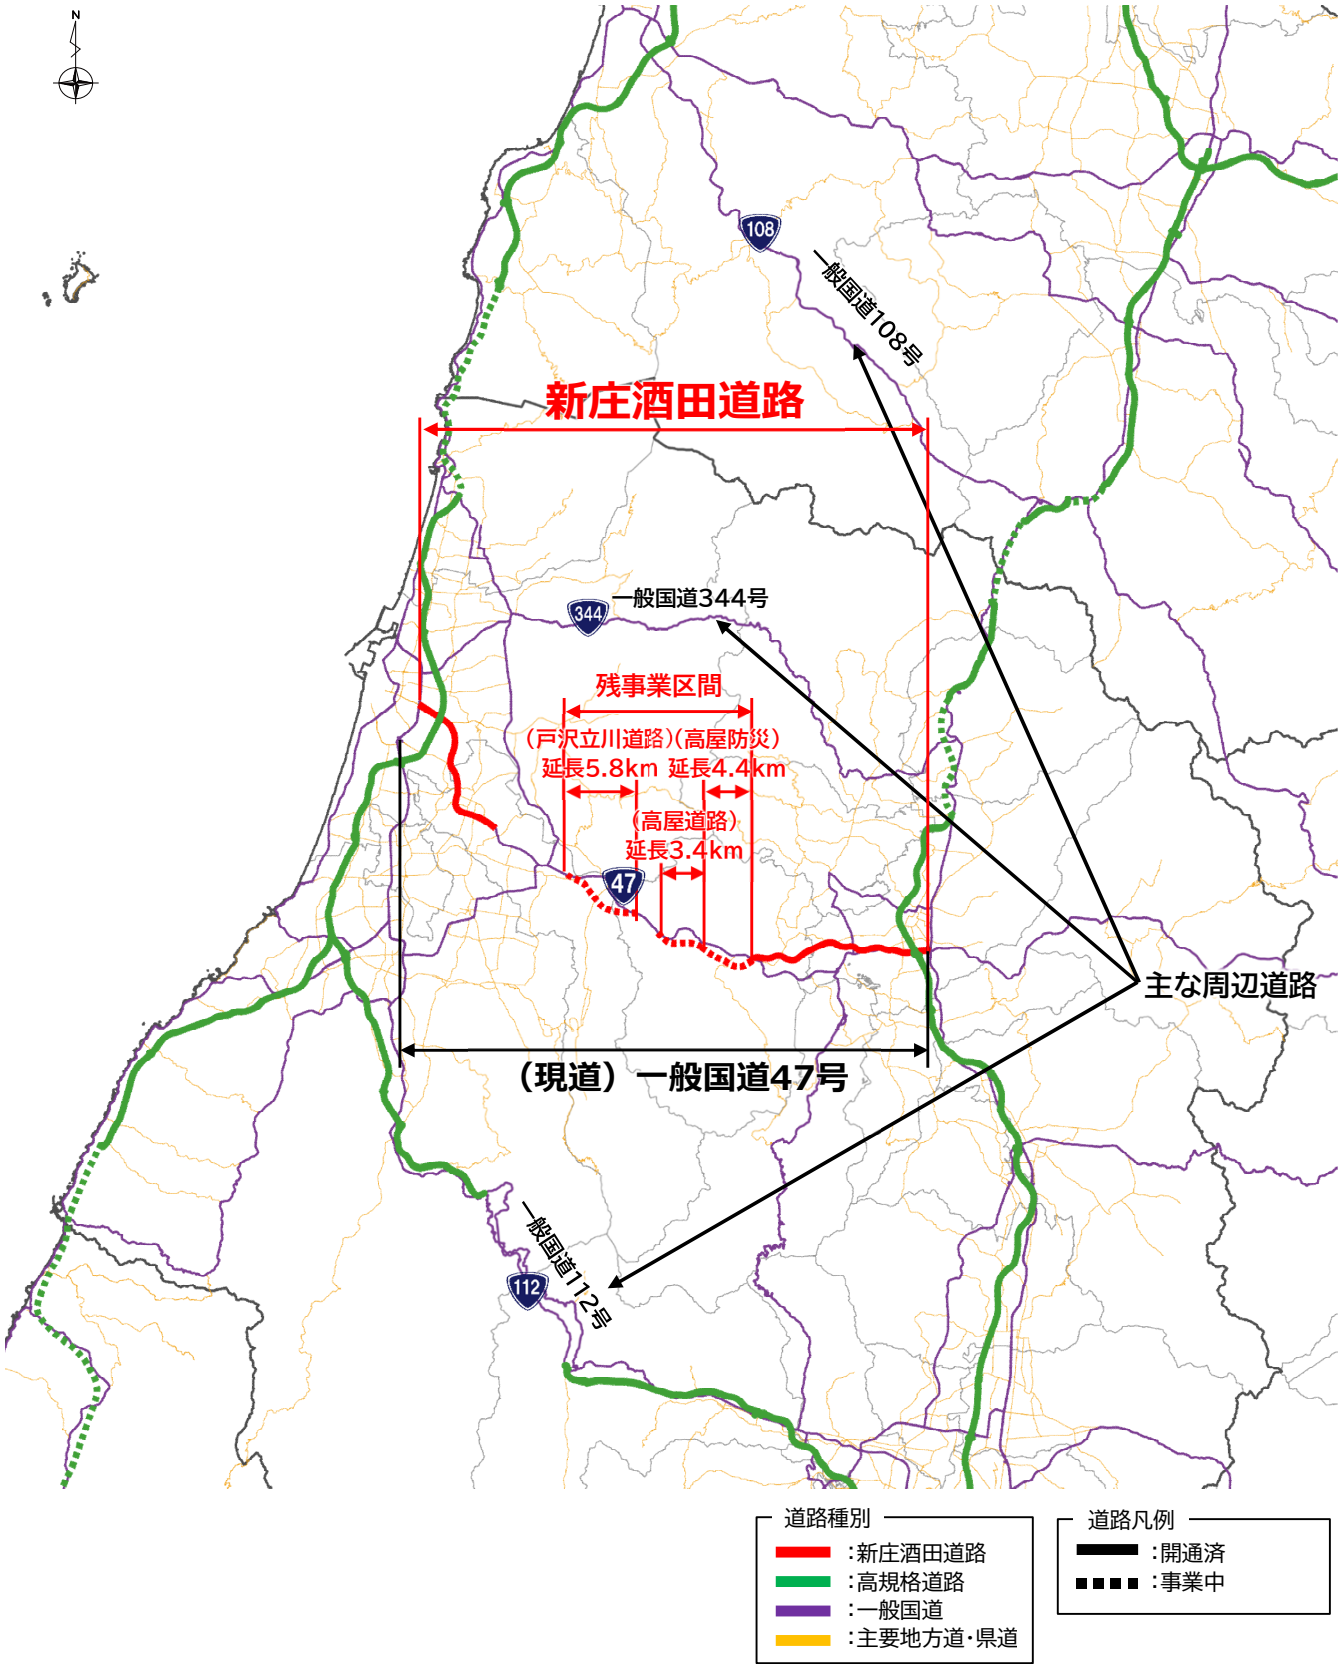 N
108
一般国道108号
新庄酒田道路
344
一般国道344号
残事業区間
(戸沢立川道路)(高屋防災)
延長5.8km 延長4.4km
(高屋道路)
延長3.4km
47
主な周辺道路
(現道) 一般国道47号
一般国道112号
112
道路種別
:新庄酒田道路
:高規格道路
:一般国道
:主要地方道・県道
道路凡例
:開通済
:事業中